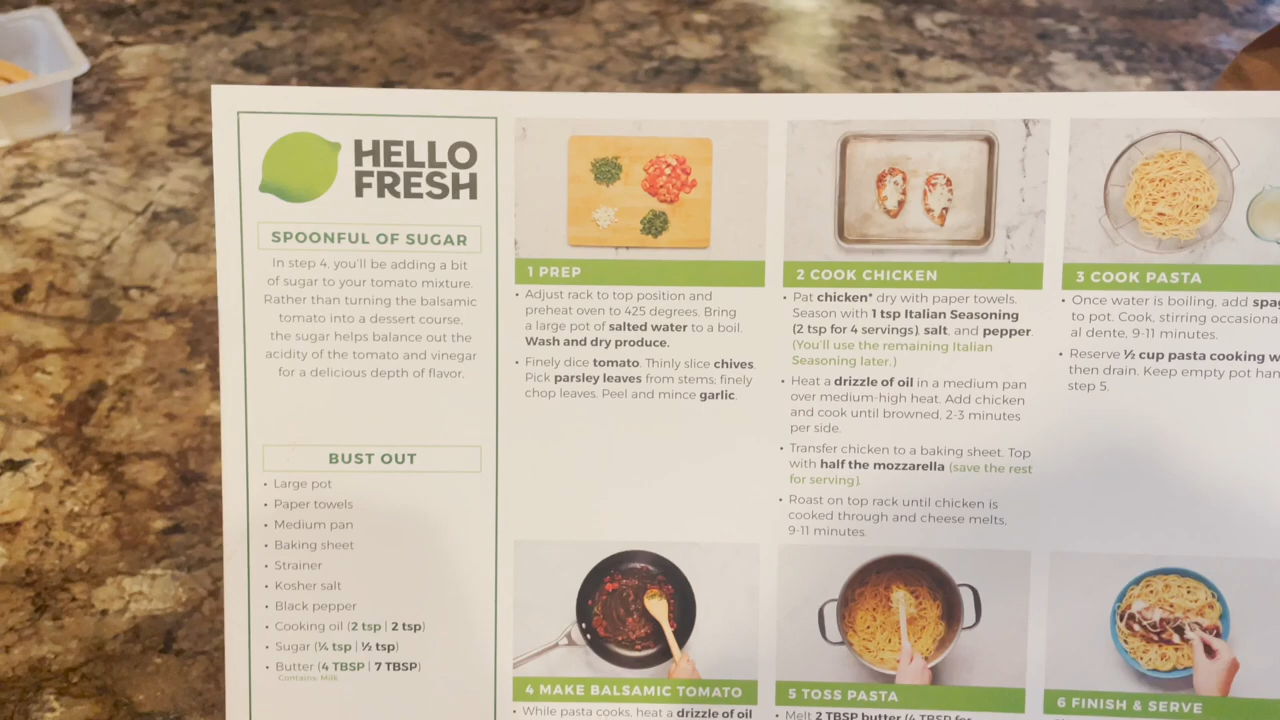 HELLO
FRESH
SPOONFUL OF SUGAR
In step 4, you'll be adding a bit
of sugar to your tomato mixture.
Rather than turning the balsamic
tomato into a dessert course,
the sugar helps balance out the
acidity of the tomato and vinegar
for a delicious depth of flavor.
BUST OUT
• Large pot
• Paper towels
• Medium pan
• Baking sheet
• Strainer
• Kosher salt
• Black pepper
• Cooking oil (2 tsp | 2 tsp)
• Sugar (¼ tsp | ½ tsp)
• Butter (4 TBSP | 7 TBSP)
Contains: Milk
1 PREP
• Adjust rack to top position and
preheat oven to 425 degrees. Bring
a large pot of salted water to a boil.
Wash and dry produce.
• Finely dice tomato. Thinly slice chives.
Pick parsley leaves from stems; finely
chop leaves. Peel and mince garlic.
2 COOK CHICKEN
• Pat chicken* dry with paper towels.
Season with 1 tsp Italian Seasoning
(2 tsp for 4 servings), salt, and pepper.
(You'll use the remaining Italian
Seasoning later.)
• Heat a drizzle of oil in a medium pan
over medium-high heat. Add chicken
and cook until browned, 2-3 minutes
per side.
• Transfer chicken to a baking sheet. Top
with half the mozzarella (save the rest
for serving).
• Roast on top rack until chicken is
cooked through and cheese melts,
9-11 minutes.
3 COOK PASTA
• Once water is boiling, add
to pot. Cook, stirring
al dente, 9-11 minutes.
• Reserve ½ cup pasta cooking
then drain. Keep empty pot
step 5.
4 MAKE BALSAMIC TOMATO
• While pasta cooks, heat a drizzle of oil
5 TOSS PASTA
• Melt 2 TBSP butter (4 TBSP for
6 FINISH & SERVE